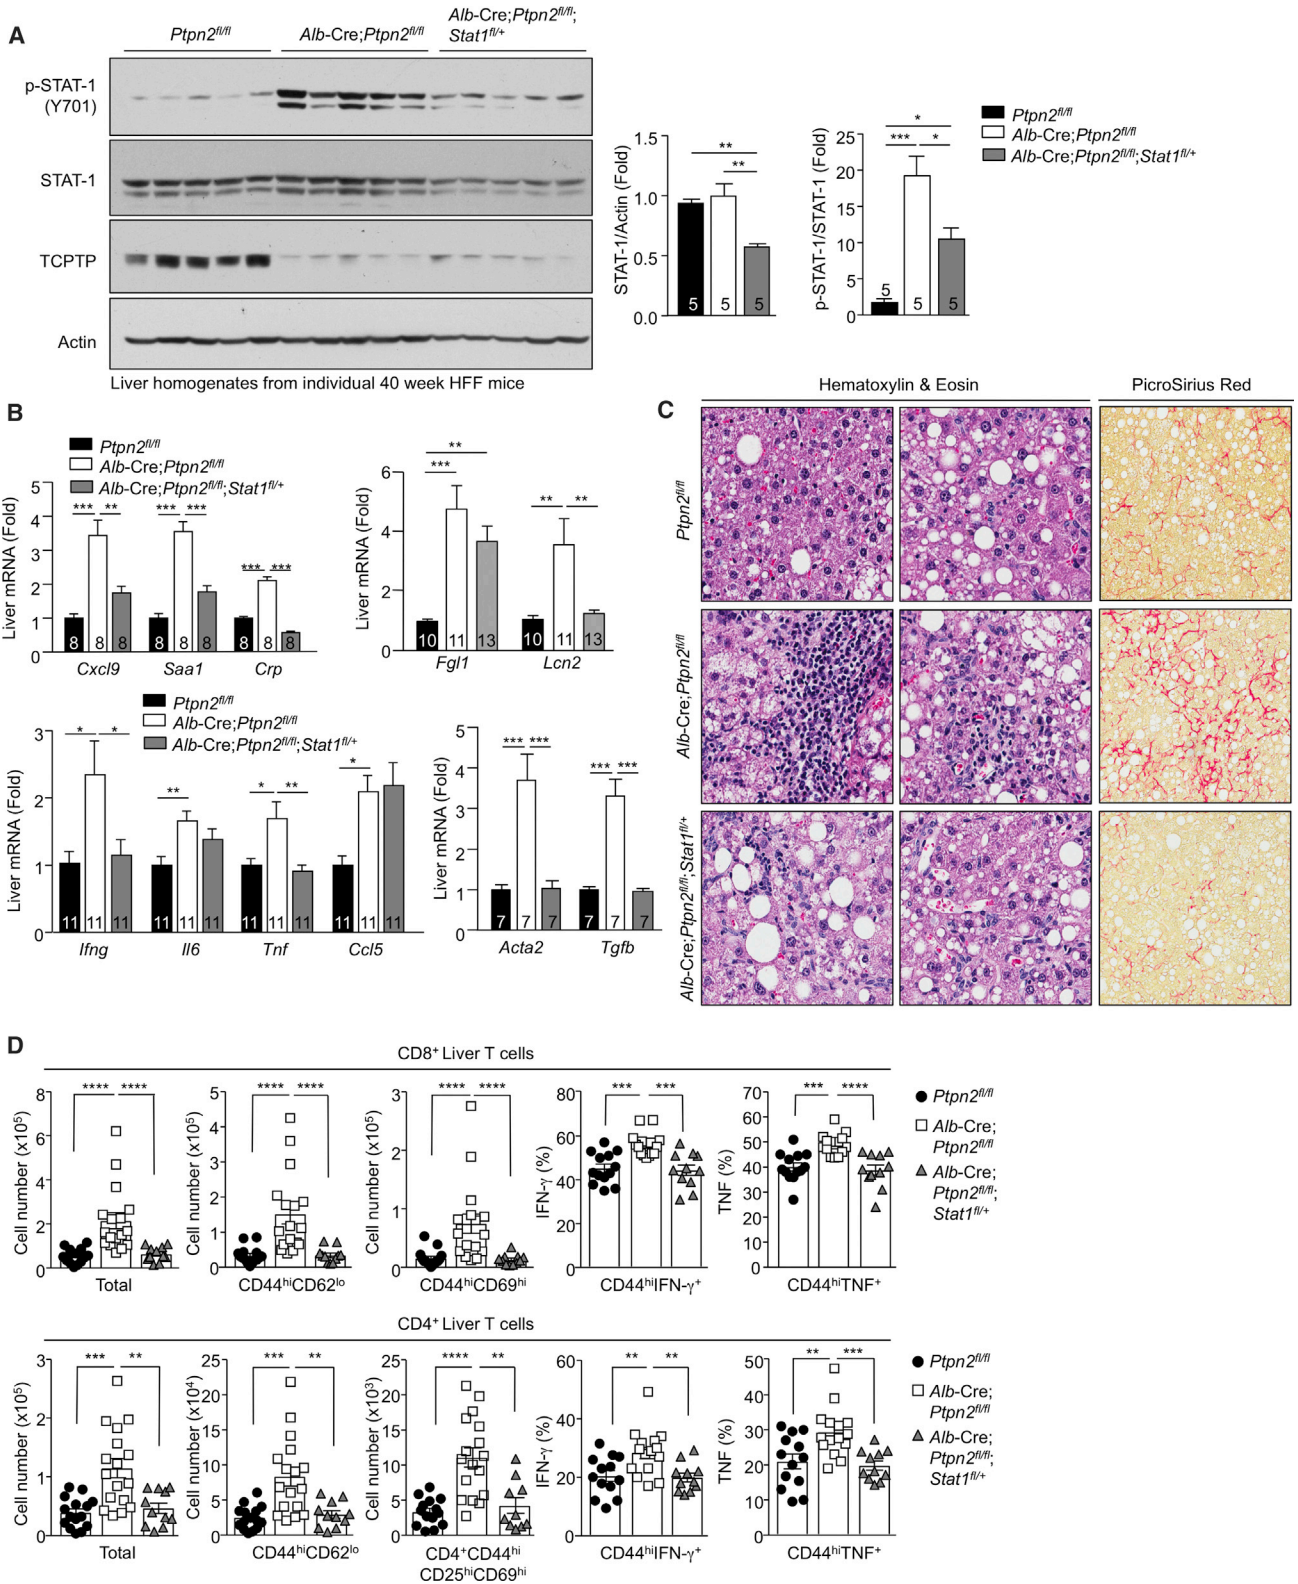 A
Ptpn2fl/fl
Alb-Cre;Ptpn2fl/fl
Alb-Cre;Ptpn2fl/fl;
Stat1fl/+
p-STAT-1
(Y701)
STAT-1
TCPTP
Actin
Liver homogenates from individual 40 week HFF mice
STAT-1/Actin (Fold)
1.5
1.0
0.5
0.0
**
**
5
5
5
p-STAT-1/STAT-1 (Fold)
25
20
15
10
5
0
*
***
*
5
5
5
Ptpn2fl/fl
Alb-Cre;Ptpn2fl/fl
Alb-Cre;Ptpn2fl/fl;Stat1fl/+
B
Ptpn2fl/fl
Alb-Cre;Ptpn2fl/fl
Alb-Cre;Ptpn2fl/fl;Stat1fl/+
Liver mRNA (Fold)
5
4
3
2
1
0
*** **
*** ***
*** ***
8 8 8
8 8 8
8 8 8
Cxcl9
Saa1
Crp
Liver mRNA (Fold)
6
4
2
0
**
***
** **
10 11 13
10 11 13
Fgl1
Lcn2
Ptpn2fl/fl
Alb-Cre;Ptpn2fl/fl
Alb-Cre;Ptpn2fl/fl;Stat1fl/+
Liver mRNA (Fold)
3
2
1
0
* *
**
* **
*
11 11 11
11 11 11
11 11 11
11 11 11
Ifng
Il6
Tnf
Ccl5
Liver mRNA (Fold)
5
4
3
2
1
0
*** ***
*** ***
7 7 7
7 7 7
Acta2
Tgfb
C
Hematoxylin & Eosin
PicroSirius Red
Ptpn2fl/fl
Alb-Cre;Ptpn2fl/fl
Alb-Cre;Ptpn2fl/fl;Stat1fl/+
D
CD8+ Liver T cells
Cell number (x105)
8
6
4
2
0
**** ****
Total
Cell number (x105)
5
4
3
2
1
0
**** ****
CD44hiCD62lo
Cell number (x105)
3
2
1
0
**** ****
CD44hiCD69hi
IFN-γ (%)
80
60
40
20
0
*** ***
CD44hiIFN-γ+
TNF (%)
70
60
50
40
30
20
10
0
*** ****
CD44hiTNF+
Ptpn2fl/fl
Alb-Cre;
Ptpn2fl/fl
Alb-Cre;
Ptpn2fl/fl;
Stat1fl/+
CD4+ Liver T cells
Cell number (x105)
3
2
1
0
*** **
Total
Cell number (x104)
25
20
15
10
5
0
*** **
CD44hiCD62lo
Cell number (x103)
25
20
15
10
5
0
**** **
CD4+CD44hi
CD25hiCD69hi
IFN-γ (%)
60
40
20
0
** **
CD44hiIFN-γ+
TNF (%)
50
40
30
20
10
0
** ***
CD44hiTNF+
Ptpn2fl/fl
Alb-Cre;
Ptpn2fl/fl
Alb-Cre;
Ptpn2fl/fl;
Stat1fl/+